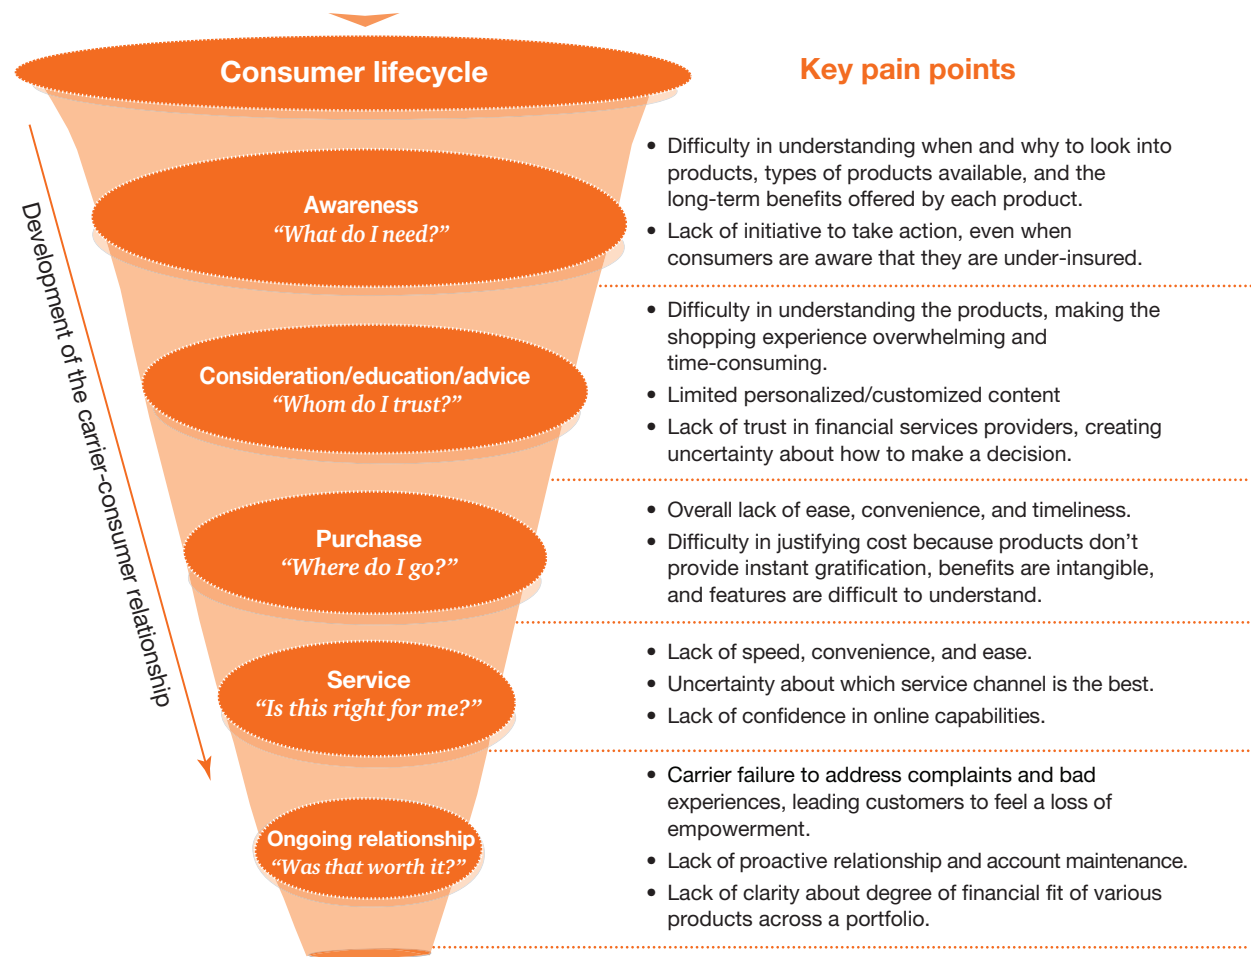 Consumer lifecycle
Key pain points
Development of the carrier-consumer relationship
Awareness
“What do I need?”
• Difficulty in understanding when and why to look into
products, types of products available, and the
long-term benefits offered by each product.
• Lack of initiative to take action, even when
consumers are aware that they are under-insured.
Consideration/education/advice
“Whom do I trust?”
• Difficulty in understanding the products, making the
shopping experience overwhelming and
time-consuming.
• Limited personalized/customized content
• Lack of trust in financial services providers, creating
uncertainty about how to make a decision.
Purchase
“Where do I go?”
• Overall lack of ease, convenience, and timeliness.
• Difficulty in justifying cost because products don’t
provide instant gratification, benefits are intangible,
and features are difficult to understand.
Service
“Is this right for me?”
• Lack of speed, convenience, and ease.
• Uncertainty about which service channel is the best.
• Lack of confidence in online capabilities.
Ongoing relationship
“Was that worth it?”
• Carrier failure to address complaints and bad
experiences, leading customers to feel a loss of
empowerment.
• Lack of proactive relationship and account maintenance.
• Lack of clarity about degree of financial fit of various
products across a portfolio.